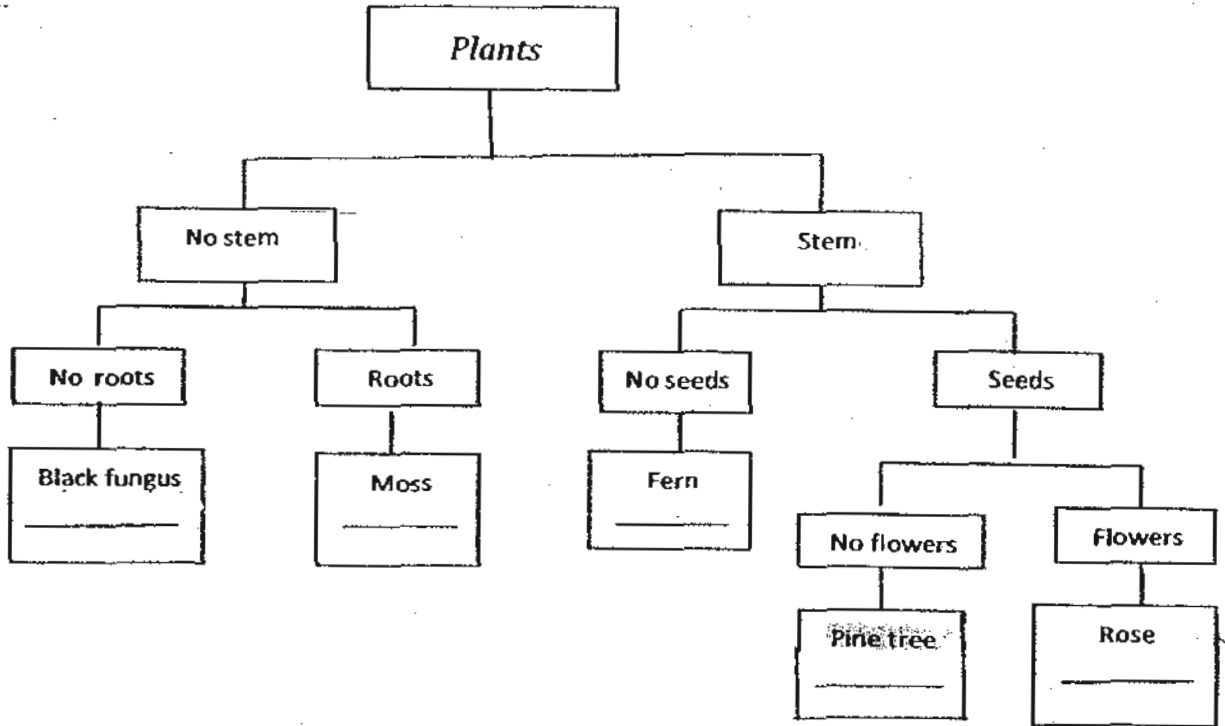 Plants
No stem
Stem
No roots
Roots
No seeds
Seeds
Black fungus
Moss
Fern
No flowers
Flowers
Pine tree
Rose